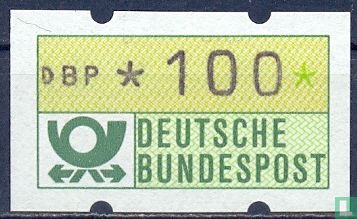 DBP * 100 *
DEUTSCHE
BUNDESPOST